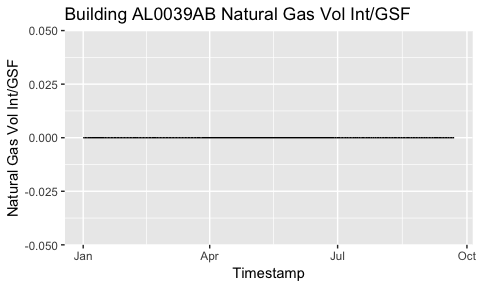 Building AL0039AB Natural Gas Vol Int/GSF
Natural Gas Vol Int/GSF
0.050
0.025
0.000
-0.025
-0.050
Jan
Apr
Jul
Oct
Timestamp